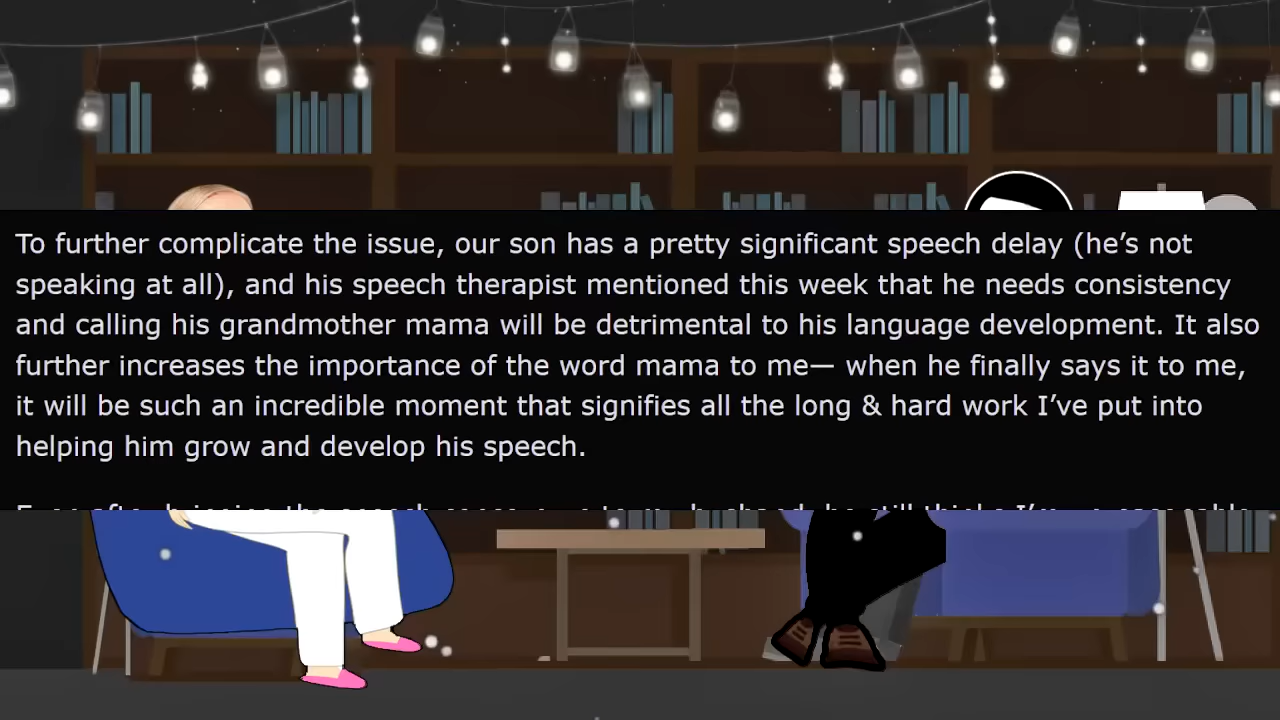 To further complicate the issue, our son has a pretty significant speech delay (he’s not
speaking at all), and his speech therapist mentioned this week that he needs consistency
and calling his grandmother mama will be detrimental to his language development. It also
further increases the importance of the word mama to me— when he finally says it to me,
it will be such an incredible moment that signifies all the long & hard work I’ve put into
helping him grow and develop his speech.